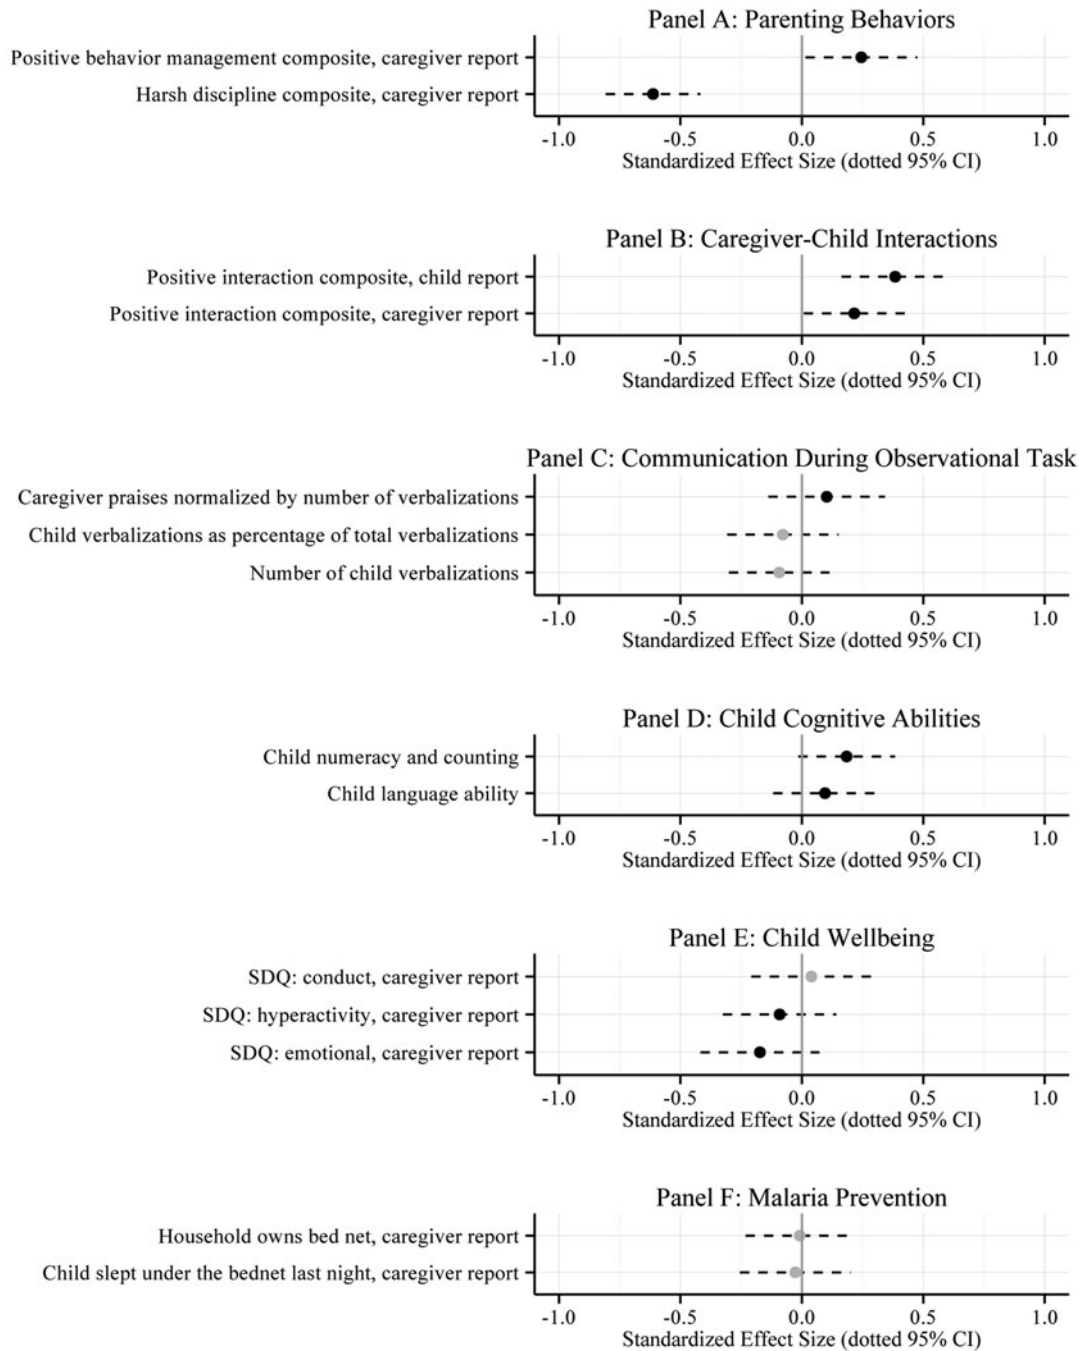 Panel A: Parenting Behaviors
Positive behavior management composite, caregiver report
Harsh discipline composite, caregiver report
-1.0 -0.5 0.0 0.5 1.0
Standardized Effect Size (dotted 95% CI)
Panel B: Caregiver-Child Interactions
Positive interaction composite, child report
Positive interaction composite, caregiver report
-1.0 -0.5 0.0 0.5 1.0
Standardized Effect Size (dotted 95% CI)
Panel C: Communication During Observational Task
Caregiver praises normalized by number of verbalizations
Child verbalizations as percentage of total verbalizations
Number of child verbalizations
-1.0 -0.5 0.0 0.5 1.0
Standardized Effect Size (dotted 95% CI)
Panel D: Child Cognitive Abilities
Child numeracy and counting
Child language ability
-1.0 -0.5 0.0 0.5 1.0
Standardized Effect Size (dotted 95% CI)
Panel E: Child Wellbeing
SDQ: conduct, caregiver report
SDQ: hyperactivity, caregiver report
SDQ: emotional, caregiver report
-1.0 -0.5 0.0 0.5 1.0
Standardized Effect Size (dotted 95% CI)
Panel F: Malaria Prevention
Household owns bed net, caregiver report
Child slept under the bednet last night, caregiver report
-1.0 -0.5 0.0 0.5 1.0
Standardized Effect Size (dotted 95% CI)